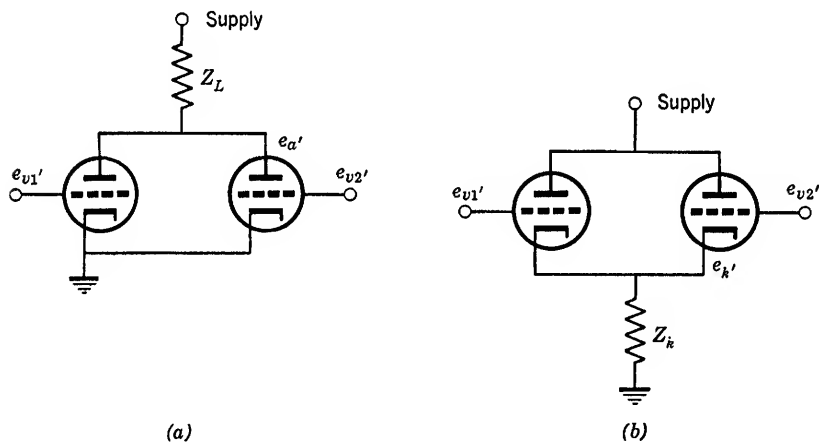 Supply
Z_L
e_a'
e_v1'
e_v2'
(a)
Supply
e_v1'
e_v2'
e_k'
Z_k
(b)